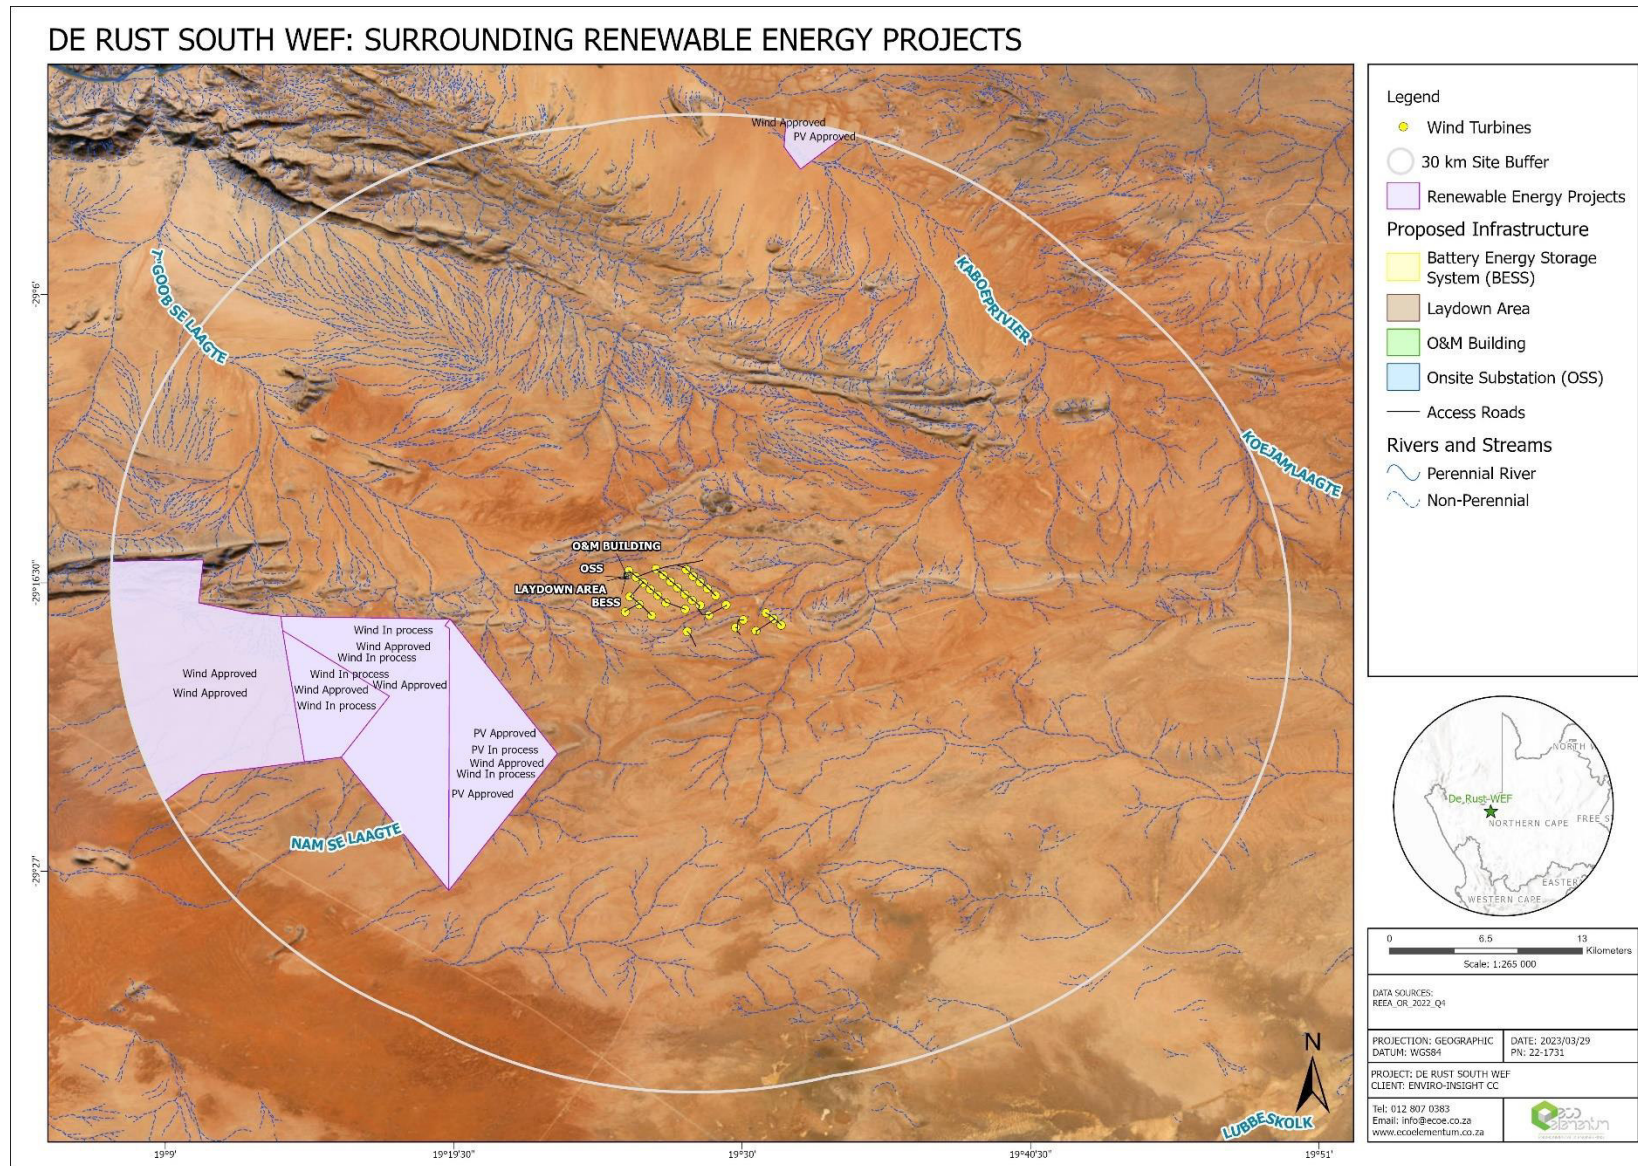 DE RUST SOUTH WEF: SURROUNDING RENEWABLE ENERGY PROJECTS
Wind Approved
PV Approved
T'GOOB SE LAAGTE
KABOEPRIVIER
KOEJAMLAAGTE
O&M BUILDING
OSS
LAYDOWN AREA
BESS
Wind In process
Wind Approved
Wind In process
Wind In process
Wind Approved
Wind Approved
Wind In process
Wind Approved
Wind Approved
PV Approved
PV In process
Wind Approved
Wind In process
PV Approved
NAM SE LAAGTE
LUBBESKOLK
N
-29°6'
-29°16'30"
-29°27'
19°9'
19°19'30"
19°30'
19°40'30"
19°51'
Legend
Wind Turbines
30 km Site Buffer
Renewable Energy Projects
Proposed Infrastructure
Battery Energy Storage
System (BESS)
Laydown Area
O&M Building
Onsite Substation (OSS)
Access Roads
Rivers and Streams
Perennial River
Non-Perennial
NORTH W
De Rust WEF
NORTHERN CAPE
FREE S
EASTER
WESTERN CAPE
0 6.5 13
Kilometers
Scale: 1:265 000
DATA SOURCES:
REEA_OR_2022_Q4
PROJECTION: GEOGRAPHIC
DATUM: WGS84
DATE: 2023/03/29
PN: 22-1731
PROJECT: DE RUST SOUTH WEF
CLIENT: ENVIRO-INSIGHT CC
Tel: 012 807 0383
Email: info@ecoe.co.za
www.ecoelementum.co.za
eco
elementum